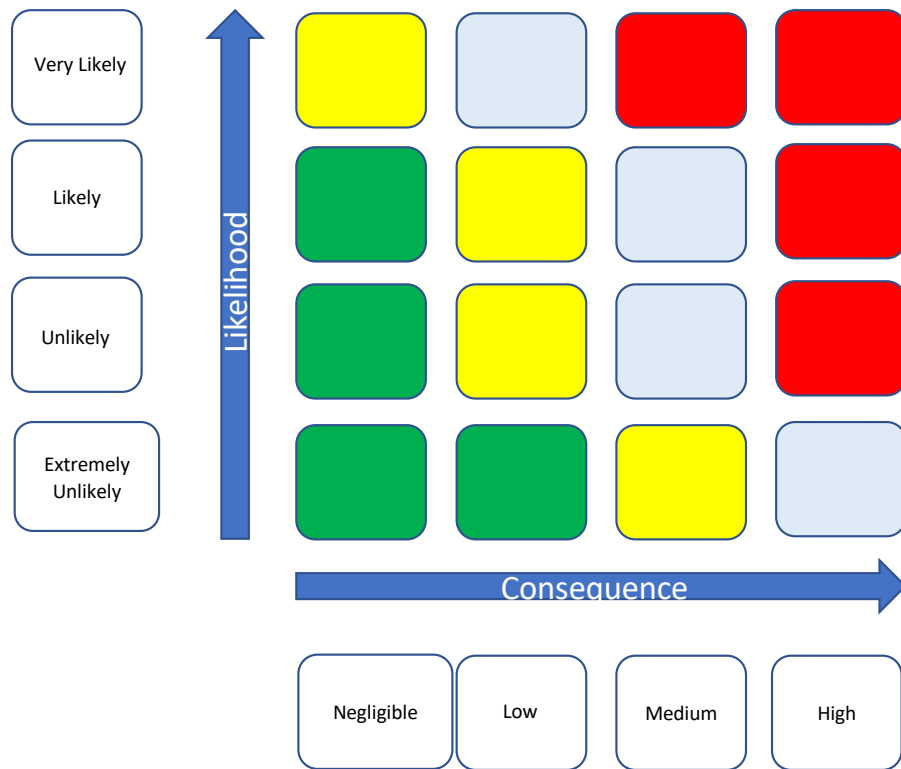 Very Likely
Likely
Unlikely
Extremely
Unlikely
Likelihood
Consequence
Negligible
Low
Medium
High